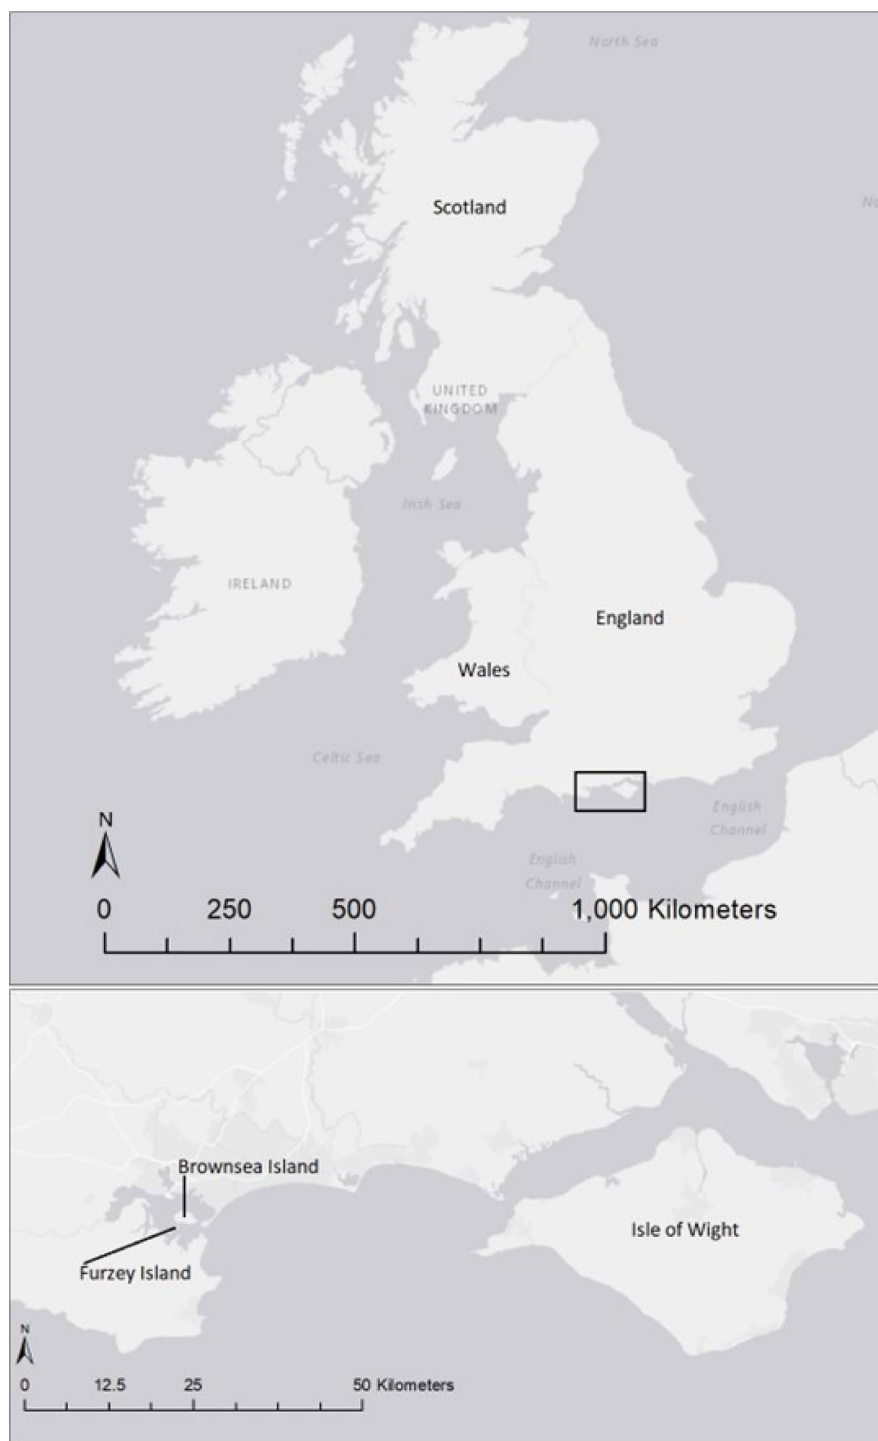 North Sea
No
Scotland
UNITED
KINGDOM
Irish Sea
IRELAND
England
Wales
Celtic Sea
English
Channel
English
Channel
N
0 250 500 1,000 Kilometers
Brownsea Island
Isle of Wight
Furzey Island
N
0 12.5 25 50 Kilometers